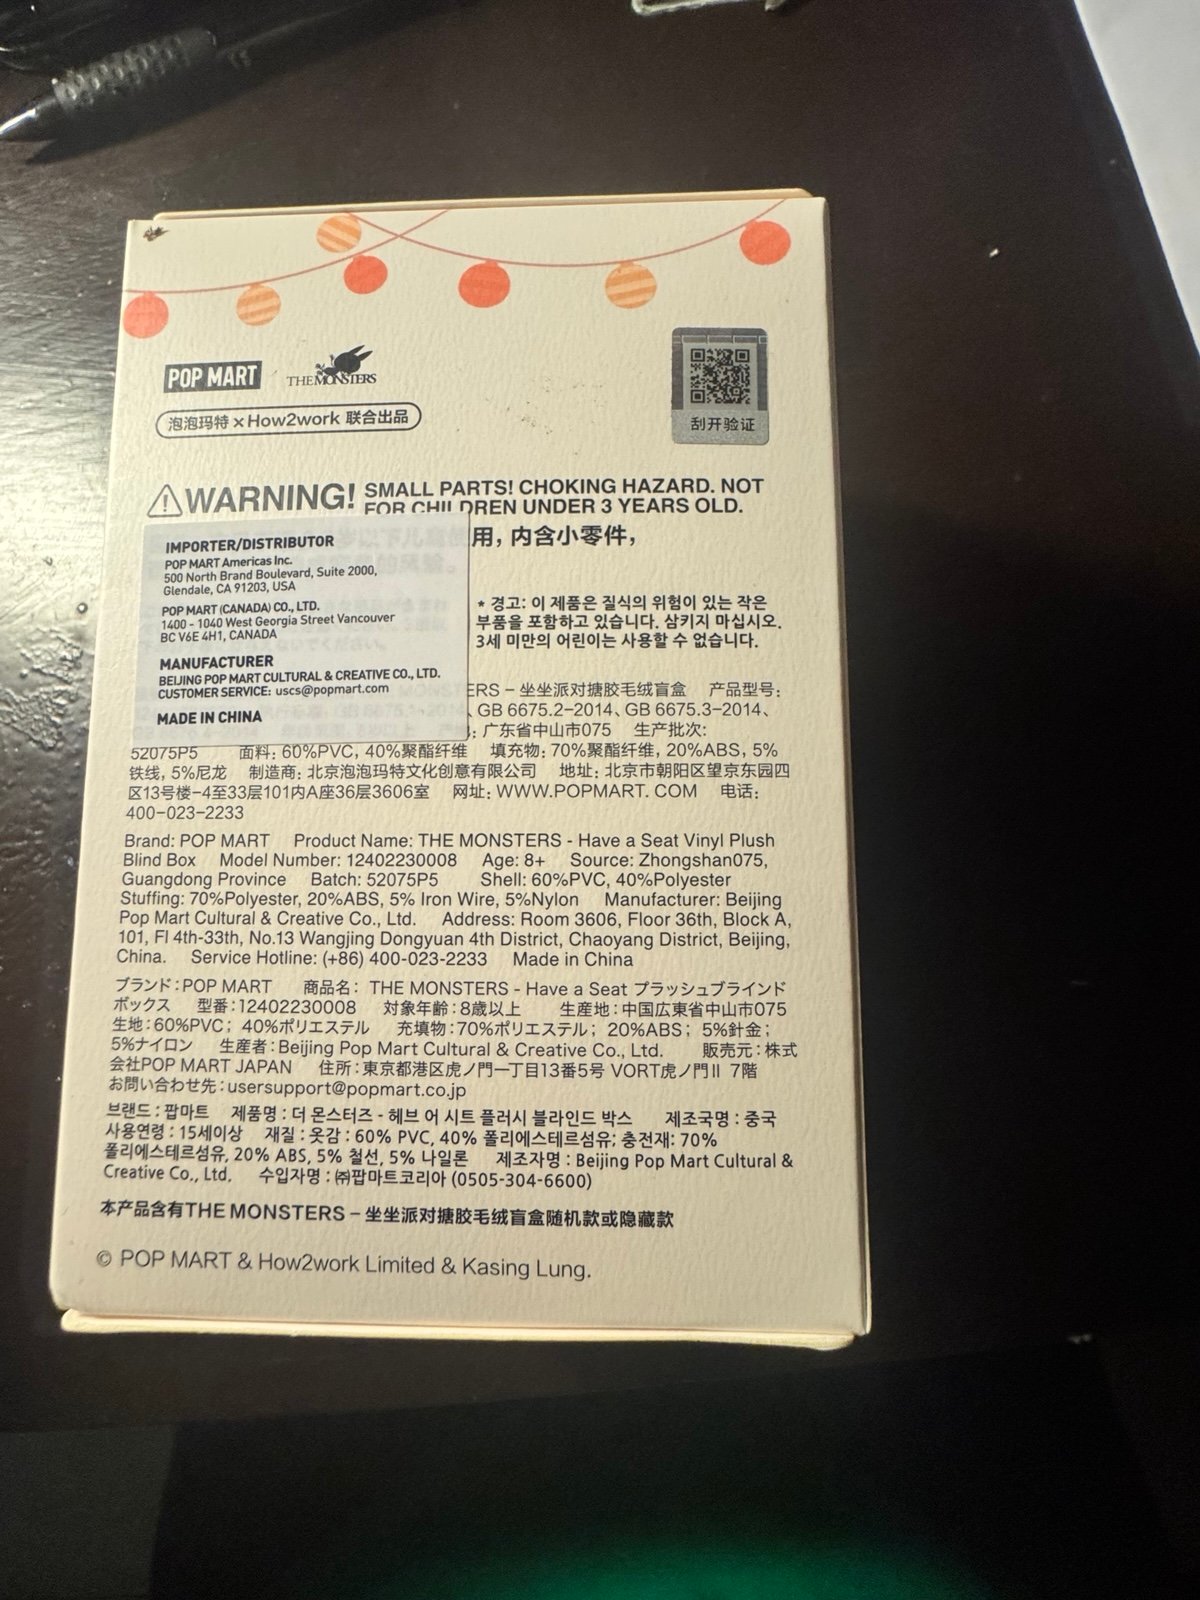 POP MART
THE MONSTERS
泡泡玛特 × How2work 联合出品
刮开验证
WARNING! SMALL PARTS! CHOKING HAZARD. NOT
FOR CHILDREN UNDER 3 YEARS OLD.
用，内含小零件，
IMPORTER/DISTRIBUTOR
POP MART Americas Inc.
500 North Brand Boulevard, Suite 2000,
Glendale, CA 91203, USA
POP MART (CANADA) CO., LTD.
1400 - 1040 West Georgia Street Vancouver
BC V6E 4H1, CANADA
MANUFACTURER
BEIJING POP MART CULTURAL & CREATIVE CO., LTD.
CUSTOMER SERVICE: uscs@popmart.com
MADE IN CHINA
* 경고: 이 제품은 질식의 위험이 있는 작은
부품을 포함하고 있습니다. 삼키지 마십시오.
3세 미만의 어린이는 사용할 수 없습니다.
MONSTERS – 坐坐派对搪胶毛绒盲盒 产品型号：
、GB 6675.2–2014、GB 6675.3–2014、
: 广东省中山市075 生产批次：
52075P5 面料: 60%PVC, 40%聚酯纤维 填充物: 70%聚酯纤维, 20%ABS, 5%
铁线, 5%尼龙 制造商: 北京泡泡玛特文化创意有限公司 地址: 北京市朝阳区望京东园四
区13号楼–4至33层101内A座36层3606室 网址: WWW.POPMART. COM 电话:
400–023–2233
Brand: POP MART Product Name: THE MONSTERS - Have a Seat Vinyl Plush
Blind Box Model Number: 12402230008 Age: 8+ Source: Zhongshan075,
Guangdong Province Batch: 52075P5 Shell: 60%PVC, 40%Polyester
Stuffing: 70%Polyester, 20%ABS, 5% Iron Wire, 5%Nylon Manufacturer: Beijing
Pop Mart Cultural & Creative Co., Ltd. Address: Room 3606, Floor 36th, Block A,
101, Fl 4th-33th, No.13 Wangjing Dongyuan 4th District, Chaoyang District, Beijing,
China. Service Hotline: (+86) 400-023-2233 Made in China
ブランド：POP MART 商品名： THE MONSTERS - Have a Seat プラッシュブラインド
ボックス 型番：12402230008 対象年齢：8歳以上 生産地：中国広東省中山市075
生地：60%PVC； 40%ポリエステル 充填物：70%ポリエステル； 20%ABS； 5%針金；
5%ナイロン 生産者：Beijing Pop Mart Cultural & Creative Co., Ltd. 販売元：株式
会社POP MART JAPAN 住所：東京都港区虎ノ門一丁目13番5号 VORT虎ノ門II 7階
お問い合わせ先：usersupport@popmart.co.jp
브랜드 : 팝마트 제품명 : 더 몬스터즈 - 헤브 어 시트 플러시 블라인드 박스 제조국명 : 중국
사용연령 : 15세이상 재질 : 옷감 : 60% PVC, 40% 폴리에스테르섬유; 충전재: 70%
폴리에스테르섬유, 20% ABS, 5% 철선, 5% 나일론 제조자명 : Beijing Pop Mart Cultural &
Creative Co., Ltd. 수입자명 : ㈜팝마트코리아 (0505-304-6600)
本产品含有THE MONSTERS – 坐坐派对搪胶毛绒盲盒随机款或隐藏款
© POP MART & How2work Limited & Kasing Lung.